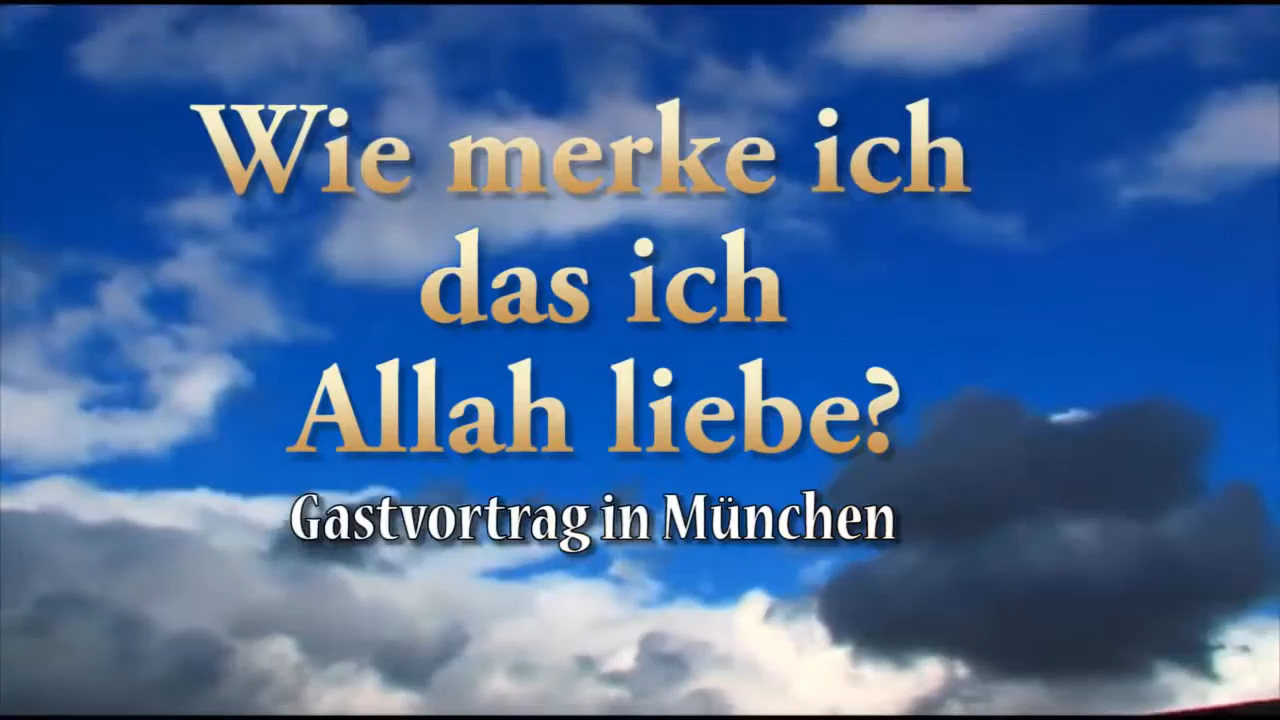 Wie merke ich
das ich
Allah liebe?
Gastvortrag in München